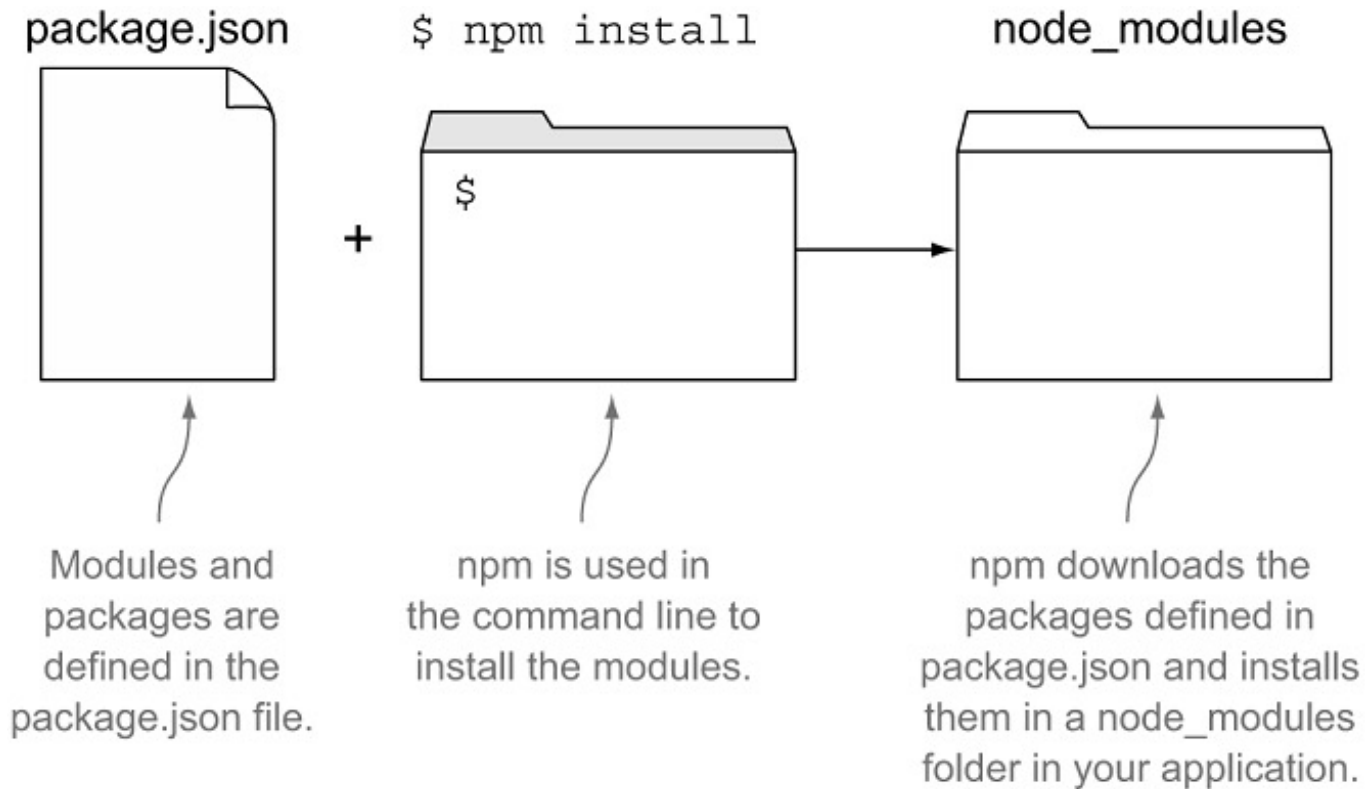 package.json
$ npm install
node_modules
$
+
Modules and
packages are
defined in the
package.json file.
npm is used in
the command line to
install the modules.
npm downloads the
packages defined in
package.json and installs
them in a node_modules
folder in your application.